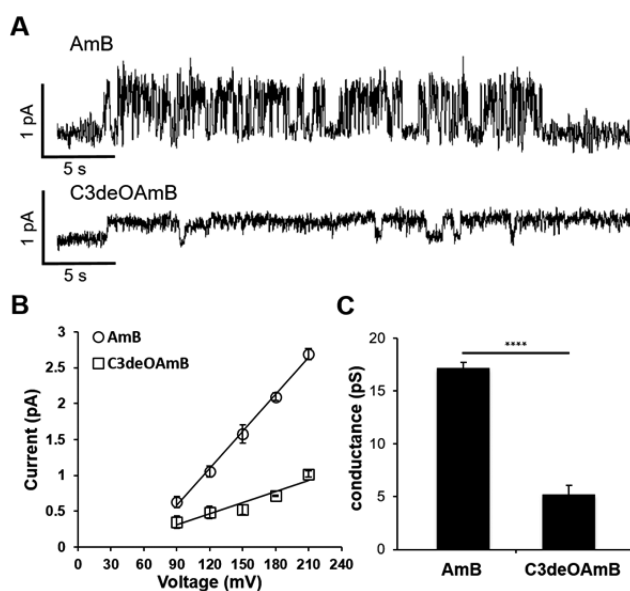 A
AmB
1 pA
5 s
C3deOAmB
1 pA
5 s
B
AmB
C3deOAmB
Current (pA)
3
2.5
2
1.5
1
0.5
0
0 30 60 90 120 150 180 210 240
Voltage (mV)
C
conductance (pS)
20
15
10
5
0
****
AmB C3deOAmB